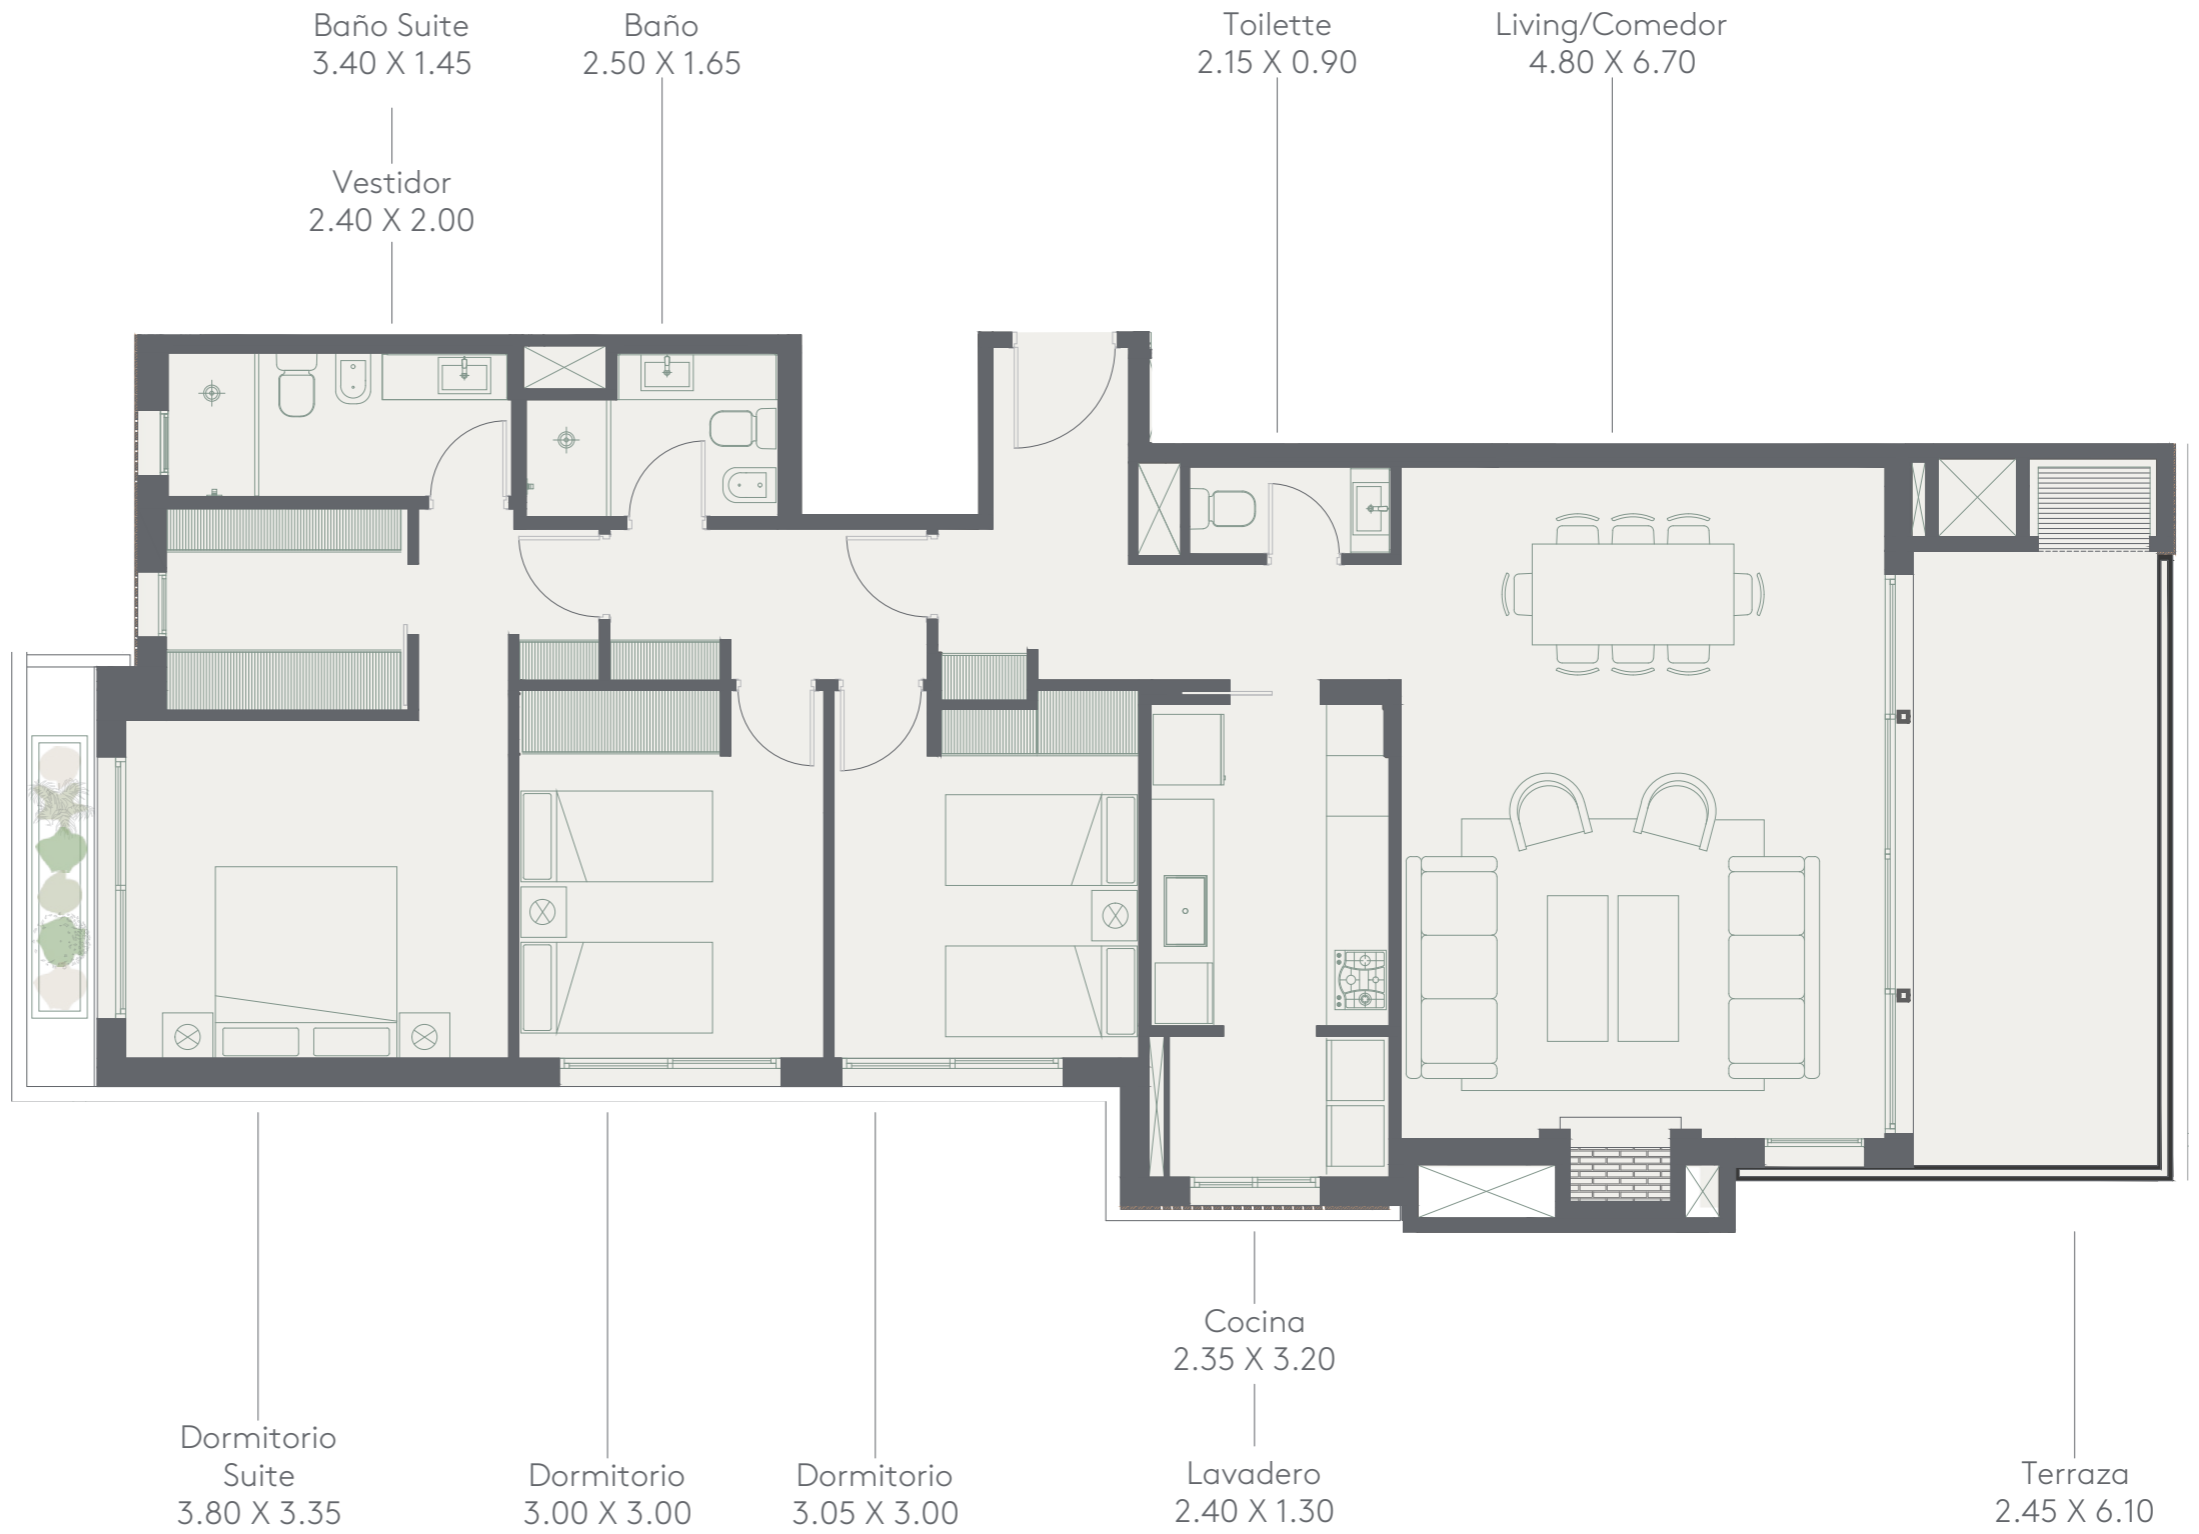 Baño Suite
3.40 X 1.45
Baño
2.50 X 1.65
Toilette
2.15 X 0.90
Living/Comedor
4.80 X 6.70
Vestidor
2.40 X 2.00
Cocina
2.35 X 3.20
Dormitorio
Suite
3.80 X 3.35
Dormitorio
3.00 X 3.00
Dormitorio
3.05 X 3.00
Lavadero
2.40 X 1.30
Terraza
2.45 X 6.10